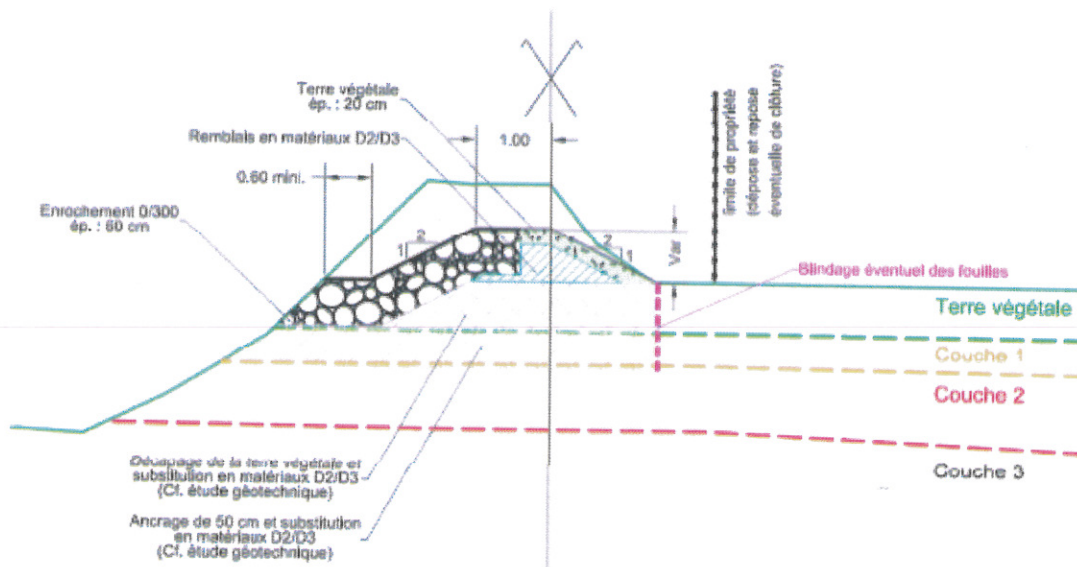 Terre végétale
ép. : 20 cm
Remblais en matériaux D2/D3
1.00
0.60 mini.
Enrochement 0/300
ép. : 60 cm
2
1
2
1
Var
limite de propriété
(dépose et repose
éventuelle de clôture)
Blindage éventuel des fouilles
Terre végétale
Couche 1
Couche 2
Couche 3
Décapage de la terre végétale et
substitution en matériaux D2/D3
(Cf. étude géotechnique)
Ancrage de 50 cm et substitution
en matériaux D2/D3
(Cf. étude géotechnique)